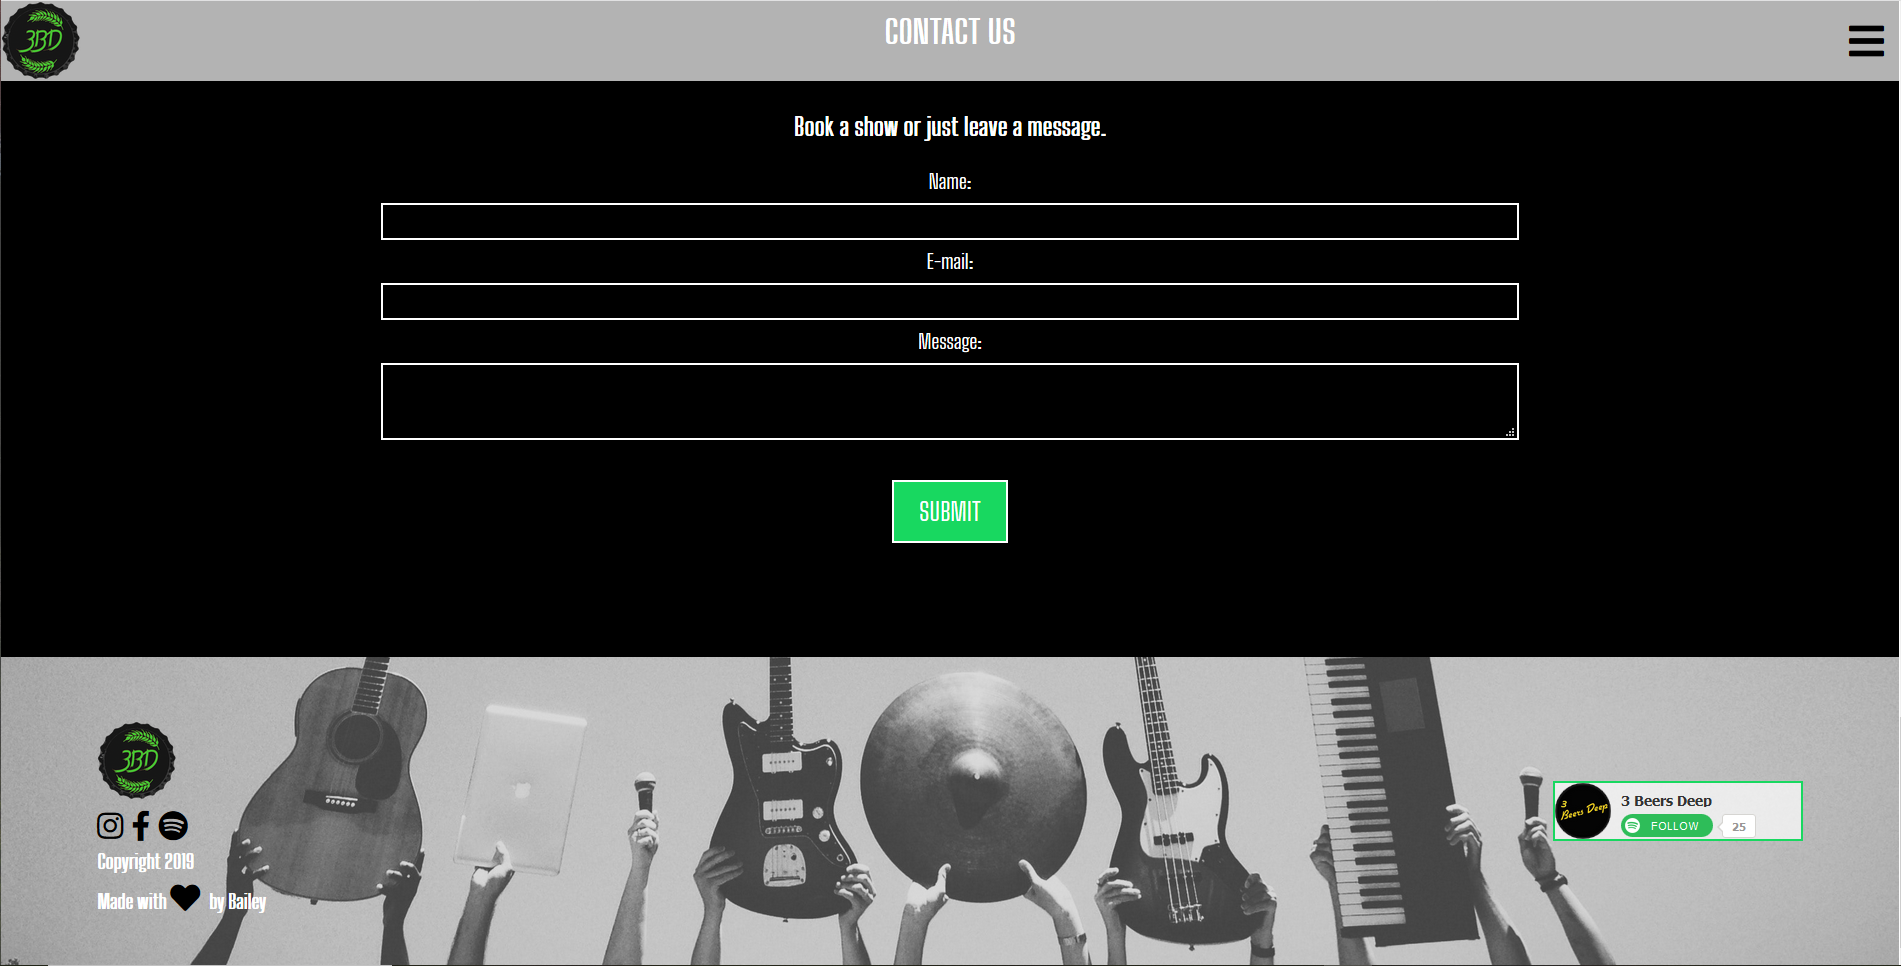 3BD
CONTACT US
Book a show or just leave a message.
Name:
E-mail:
Message:
SUBMIT
3BD
Copyright 2019
Made with by Bailey
3
Beers Deep
3 Beers Deep
FOLLOW
25